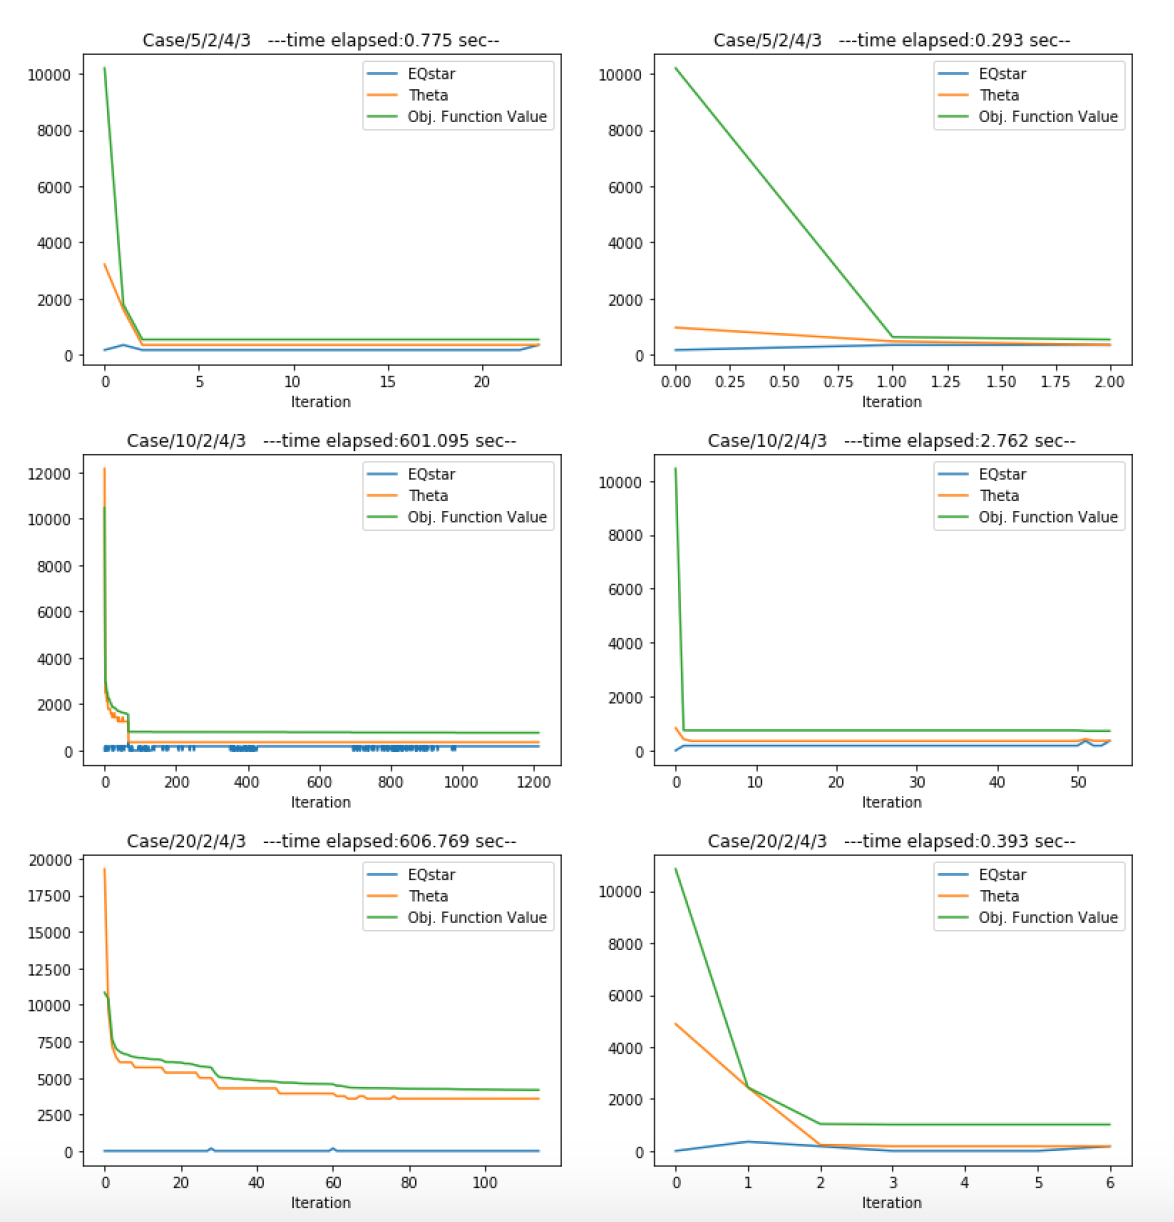 Case/5/2/4/3 ---time elapsed:0.775 sec--
EQstar
Theta
Obj. Function Value
10000
8000
6000
4000
2000
0
0 5 10 15 20
Iteration
Case/5/2/4/3 ---time elapsed:0.293 sec--
EQstar
Theta
Obj. Function Value
10000
8000
6000
4000
2000
0
0.00 0.25 0.50 0.75 1.00 1.25 1.50 1.75 2.00
Iteration
Case/10/2/4/3 ---time elapsed:601.095 sec--
EQstar
Theta
Obj. Function Value
12000
10000
8000
6000
4000
2000
0
0 200 400 600 800 1000 1200
Iteration
Case/10/2/4/3 ---time elapsed:2.762 sec--
EQstar
Theta
Obj. Function Value
10000
8000
6000
4000
2000
0
0 10 20 30 40 50
Iteration
Case/20/2/4/3 ---time elapsed:606.769 sec--
EQstar
Theta
Obj. Function Value
20000
17500
15000
12500
10000
7500
5000
2500
0
0 20 40 60 80 100
Iteration
Case/20/2/4/3 ---time elapsed:0.393 sec--
EQstar
Theta
Obj. Function Value
10000
8000
6000
4000
2000
0
0 1 2 3 4 5 6
Iteration